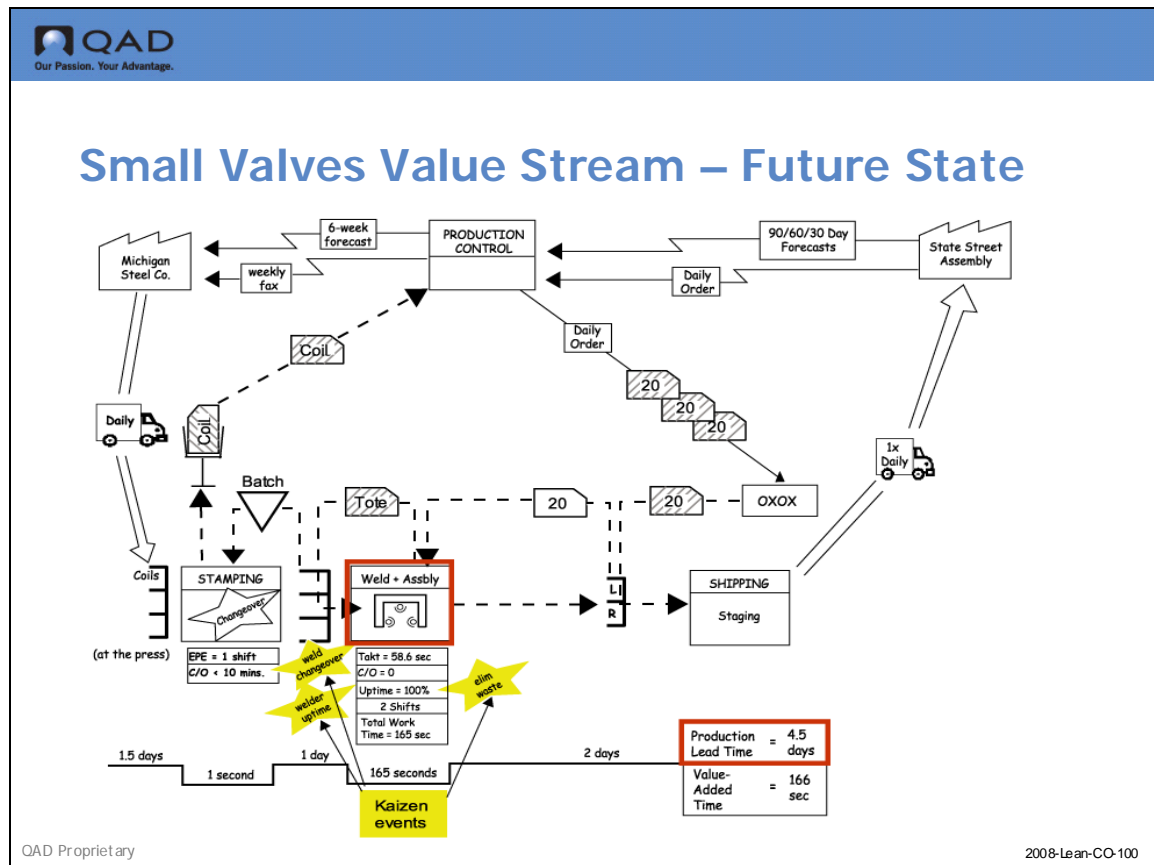 QAD
Our Passion. Your Advantage.
Small Valves Value Stream – Future State
Michigan
Steel Co.
6-week
forecast
weekly
fax
PRODUCTION
CONTROL
90/60/30 Day
Forecasts
Daily
Order
State Street
Assembly
Coil
Daily
Order
20
20
20
Daily
Coil
1x
Daily
Batch
Tote
20
20
OXOX
Coils
(at the press)
STAMPING
Changeover
EPE = 1 shift
C/O < 10 mins.
Weld + Assbly
Takt = 58.6 sec
C/O = 0
Uptime = 100%
2 Shifts
Total Work
Time = 165 sec
L
R
SHIPPING
Staging
weld
changeover
welder
uptime
elim
waste
1.5 days
1 second
1 day
165 seconds
2 days
Production
Lead Time = 4.5
days
Value-
Added = 166
Time sec
Kaizen
events
QAD Proprietary
2008-Lean-CO-100